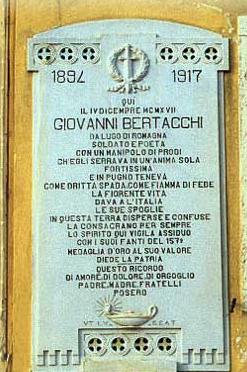 1894 1917
QUI
IL IV DICEMPRE MCMXVII
GIOVANNI BERTACCHI
DA LUGO DI ROMAGNA
SOLDATO E POETA
CON UN MANIPOLO DI PRODI
CH'EGLI SERRAVA IN UN'ANIMA SOLA
FORTISSIMA
E IN PUGNO TENEVA
COME DRITTA SPADA, COME FIAMMA DI FEDE
LA FIORENTE VITA
DAVA A L'ITALIA
LE SUE SPOGLIE
IN QUESTA TERRA DISPERSE E CONFUSE
LA CONSACRANO PER SEMPRE
LO SPIRITO QUI VIGILA ASSIDUO
CON I SUOI FANTI DEL 157º
MEDAGLIA D'ORO AL SUO VALORE
DIEDE LA PATRIA
QUESTO RICORDO
DI AMORE, DI DOLORE, DI ORGOGLIO
PADRE, MADRE, FRATELLI
POSERO